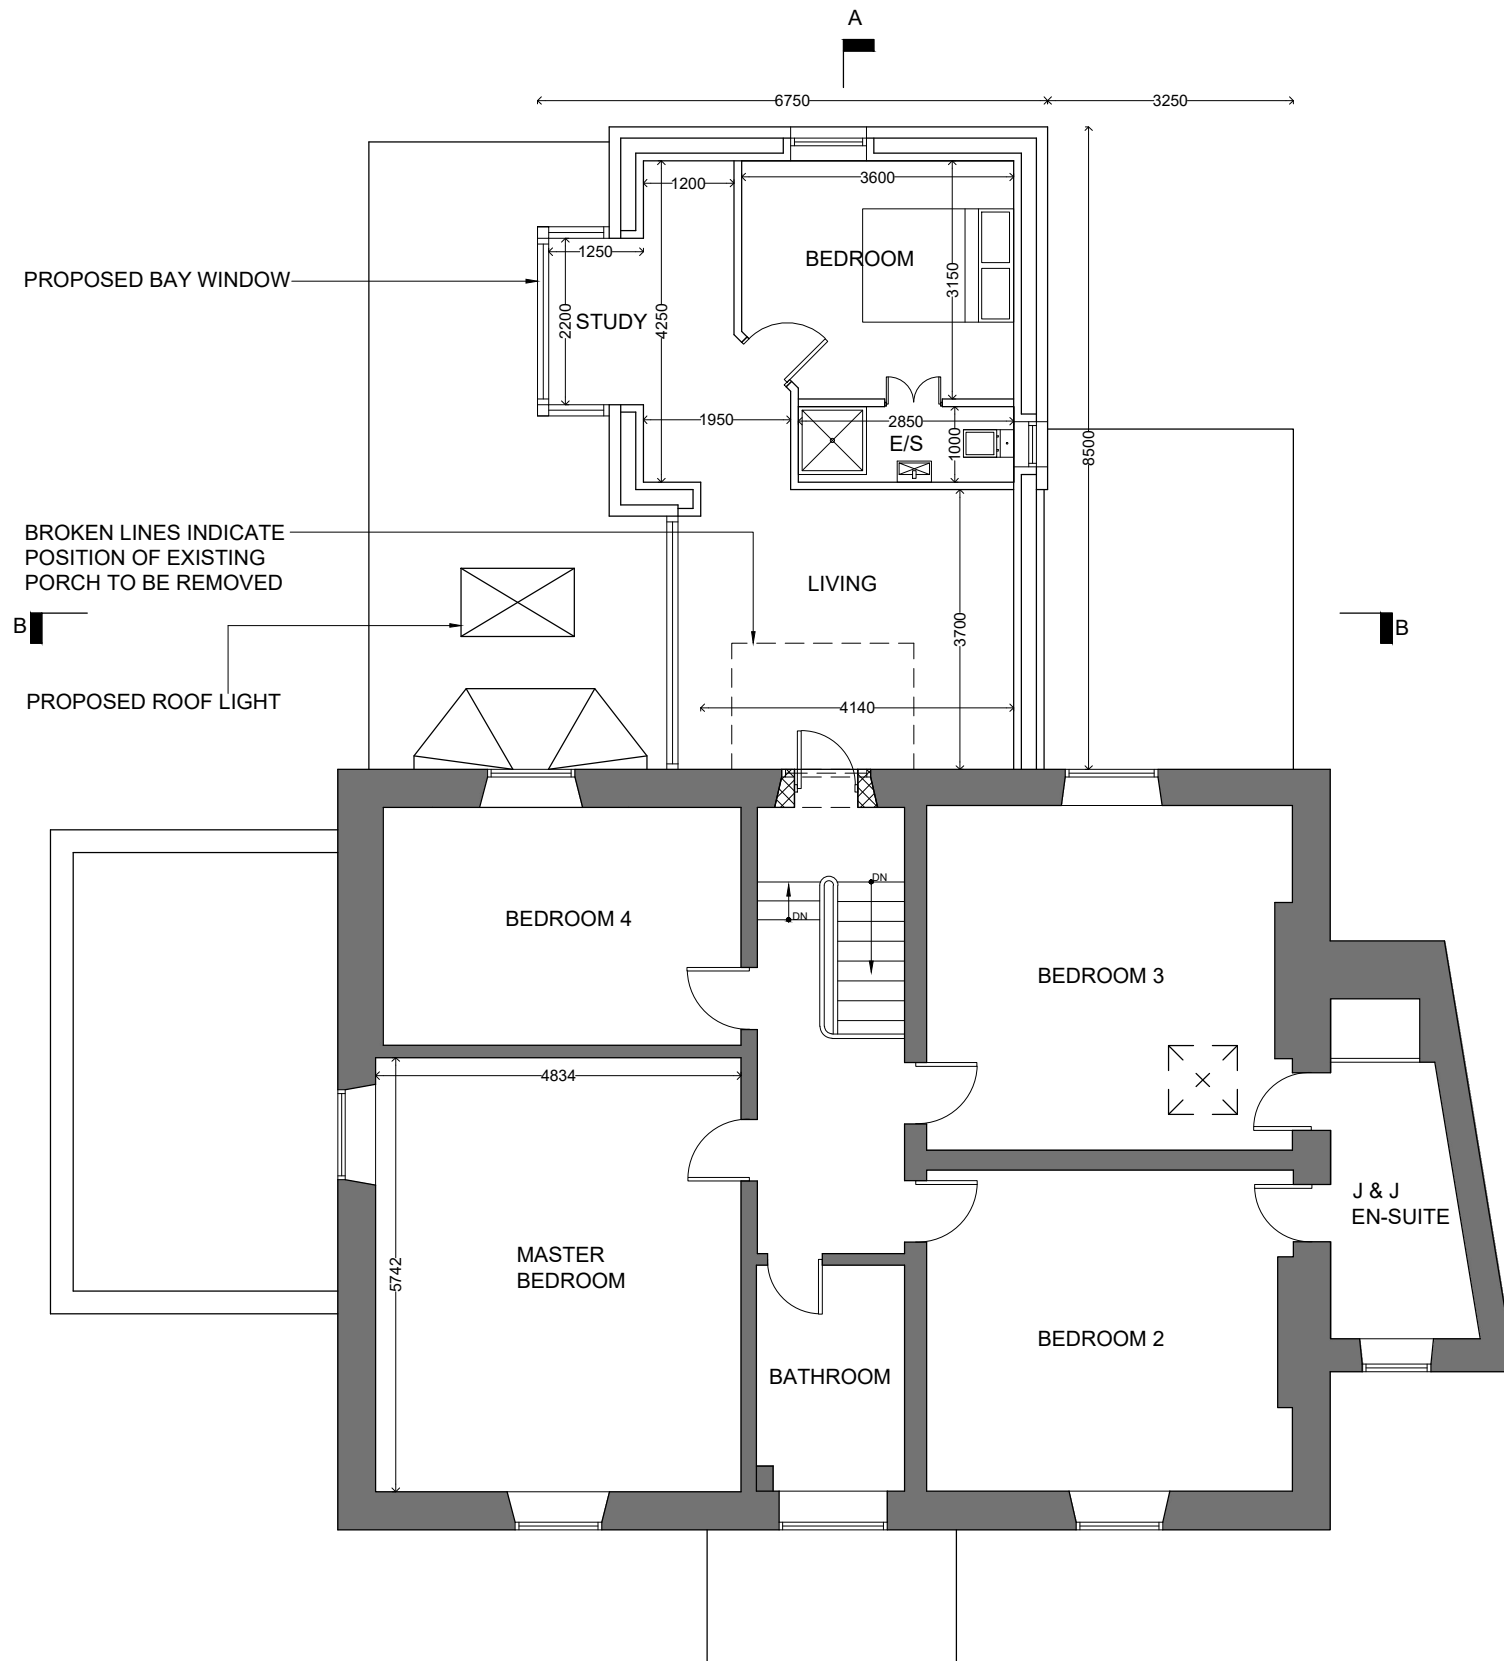 A
6750
3250
1200
3600
1250
BEDROOM
3150
PROPOSED BAY WINDOW
2200
STUDY
4250
1950
2850
E/S
1000
8500
BROKEN LINES INDICATE
POSITION OF EXISTING
PORCH TO BE REMOVED
LIVING
B
3700
B
PROPOSED ROOF LIGHT
4140
DN
DN
BEDROOM 4
BEDROOM 3
4834
J & J
EN-SUITE
MASTER
BEDROOM
5742
BEDROOM 2
BATHROOM